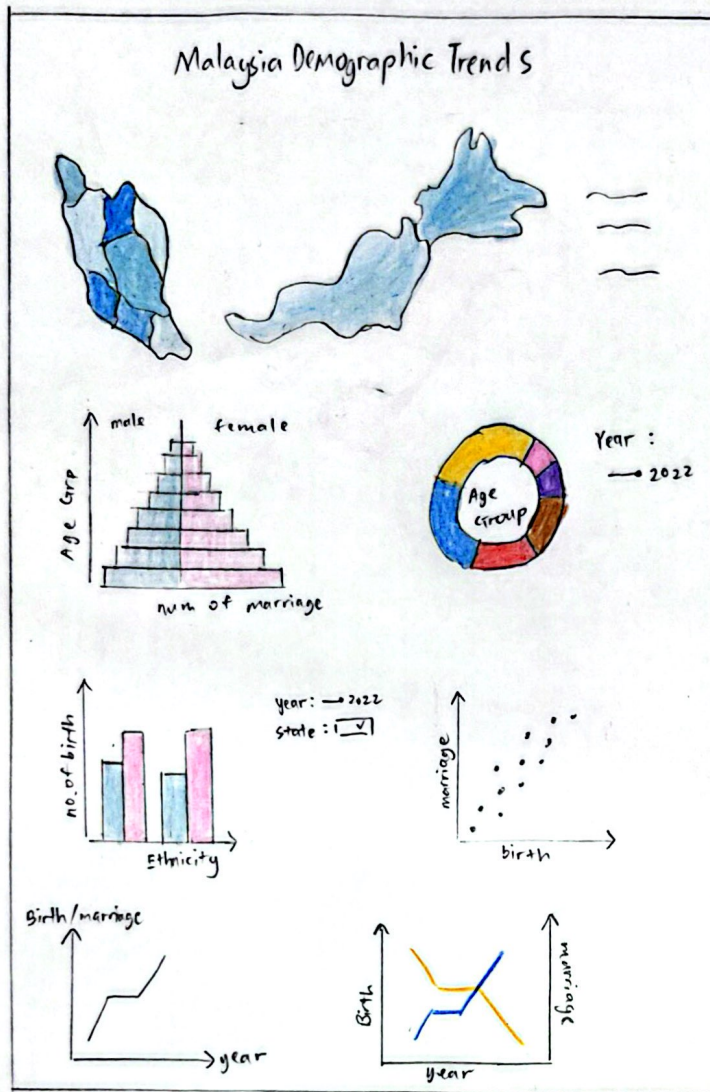 Malaysia Demographic Trends
male
female
Age Grp
num of marriage
Age
Group
Year :
2022
no. of birth
Ethnicity
year: 2022
state :
marriage
birth
Birth/marriage
year
Birth
marriage
year